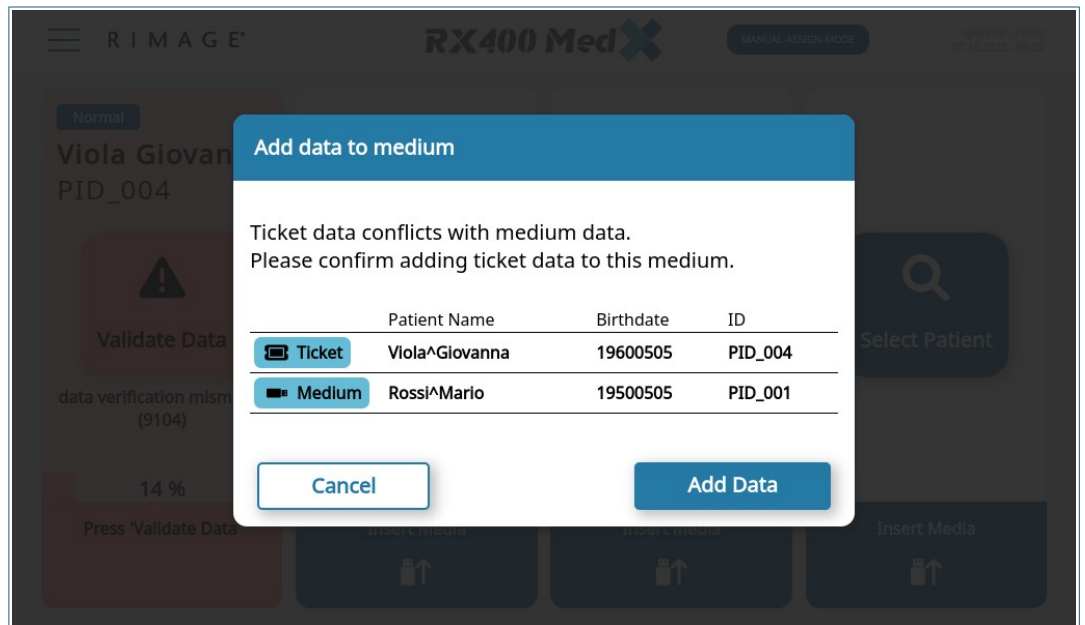 RIMAGE®
RX400 MedX
MANUAL-ASSIGN-MODE
Normal
Viola Giovan
PID_004
Validate Data
data verification mism
(9104)
14 %
Press 'Validate Data'
Add data to medium
Ticket data conflicts with medium data.
Please confirm adding ticket data to this medium.
Patient Name Birthdate ID
Ticket Viola^Giovanna 19600505 PID_004
Medium Rossi^Mario 19500505 PID_001
Cancel Add Data
Insert Media
Insert Media
Select Patient
Insert Media